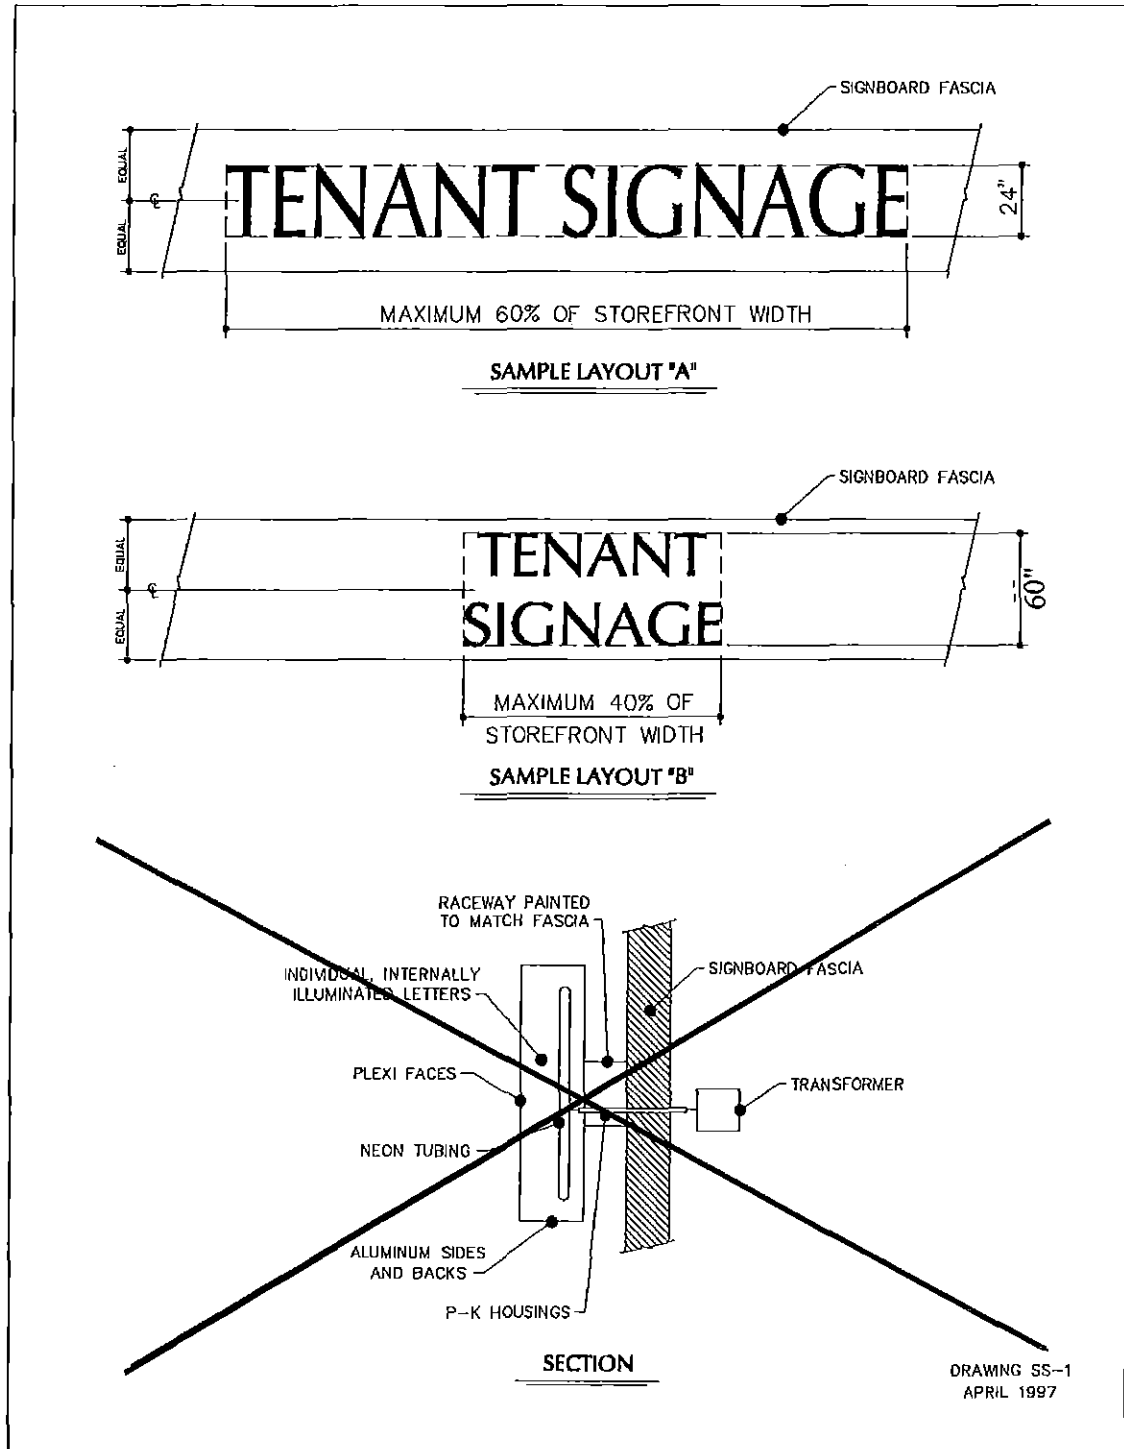 SIGNBOARD FASCIA
EQUAL
EQUAL
℄
TENANT SIGNAGE
24"
MAXIMUM 60% OF STOREFRONT WIDTH
SAMPLE LAYOUT "A"
SIGNBOARD FASCIA
EQUAL
EQUAL
℄
TENANT
SIGNAGE
60"
MAXIMUM 40% OF
STOREFRONT WIDTH
SAMPLE LAYOUT "B"
RACEWAY PAINTED
TO MATCH FASCIA
INDIVIDUAL, INTERNALLY
ILLUMINATED LETTERS
SIGNBOARD FASCIA
PLEXI FACES
TRANSFORMER
NEON TUBING
ALUMINUM SIDES
AND BACKS
P-K HOUSINGS
SECTION
DRAWING SS-1
APRIL 1997